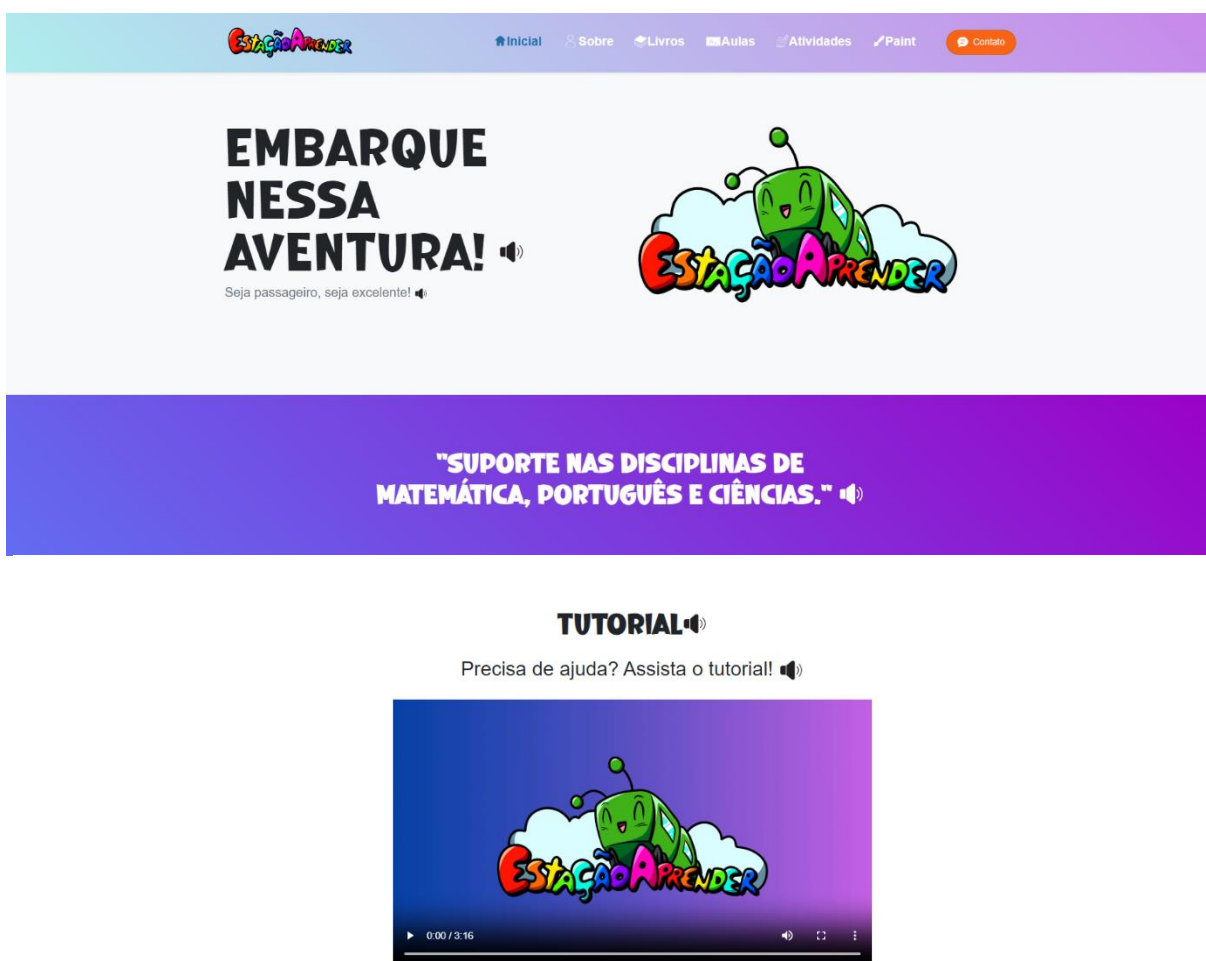 EstaçãoAprender
Inicial Sobre Livros Aulas Atividades Paint Contato
EMBARQUE
NESSA
AVENTURA!
Seja passageiro, seja excelente!
EstaçãoAprender
"SUPORTE NAS DISCIPLINAS DE
MATEMÁTICA, PORTUGUÊS E CIÊNCIAS."
TUTORIAL
Precisa de ajuda? Assista o tutorial!
EstaçãoAprender
0:00 / 3:16